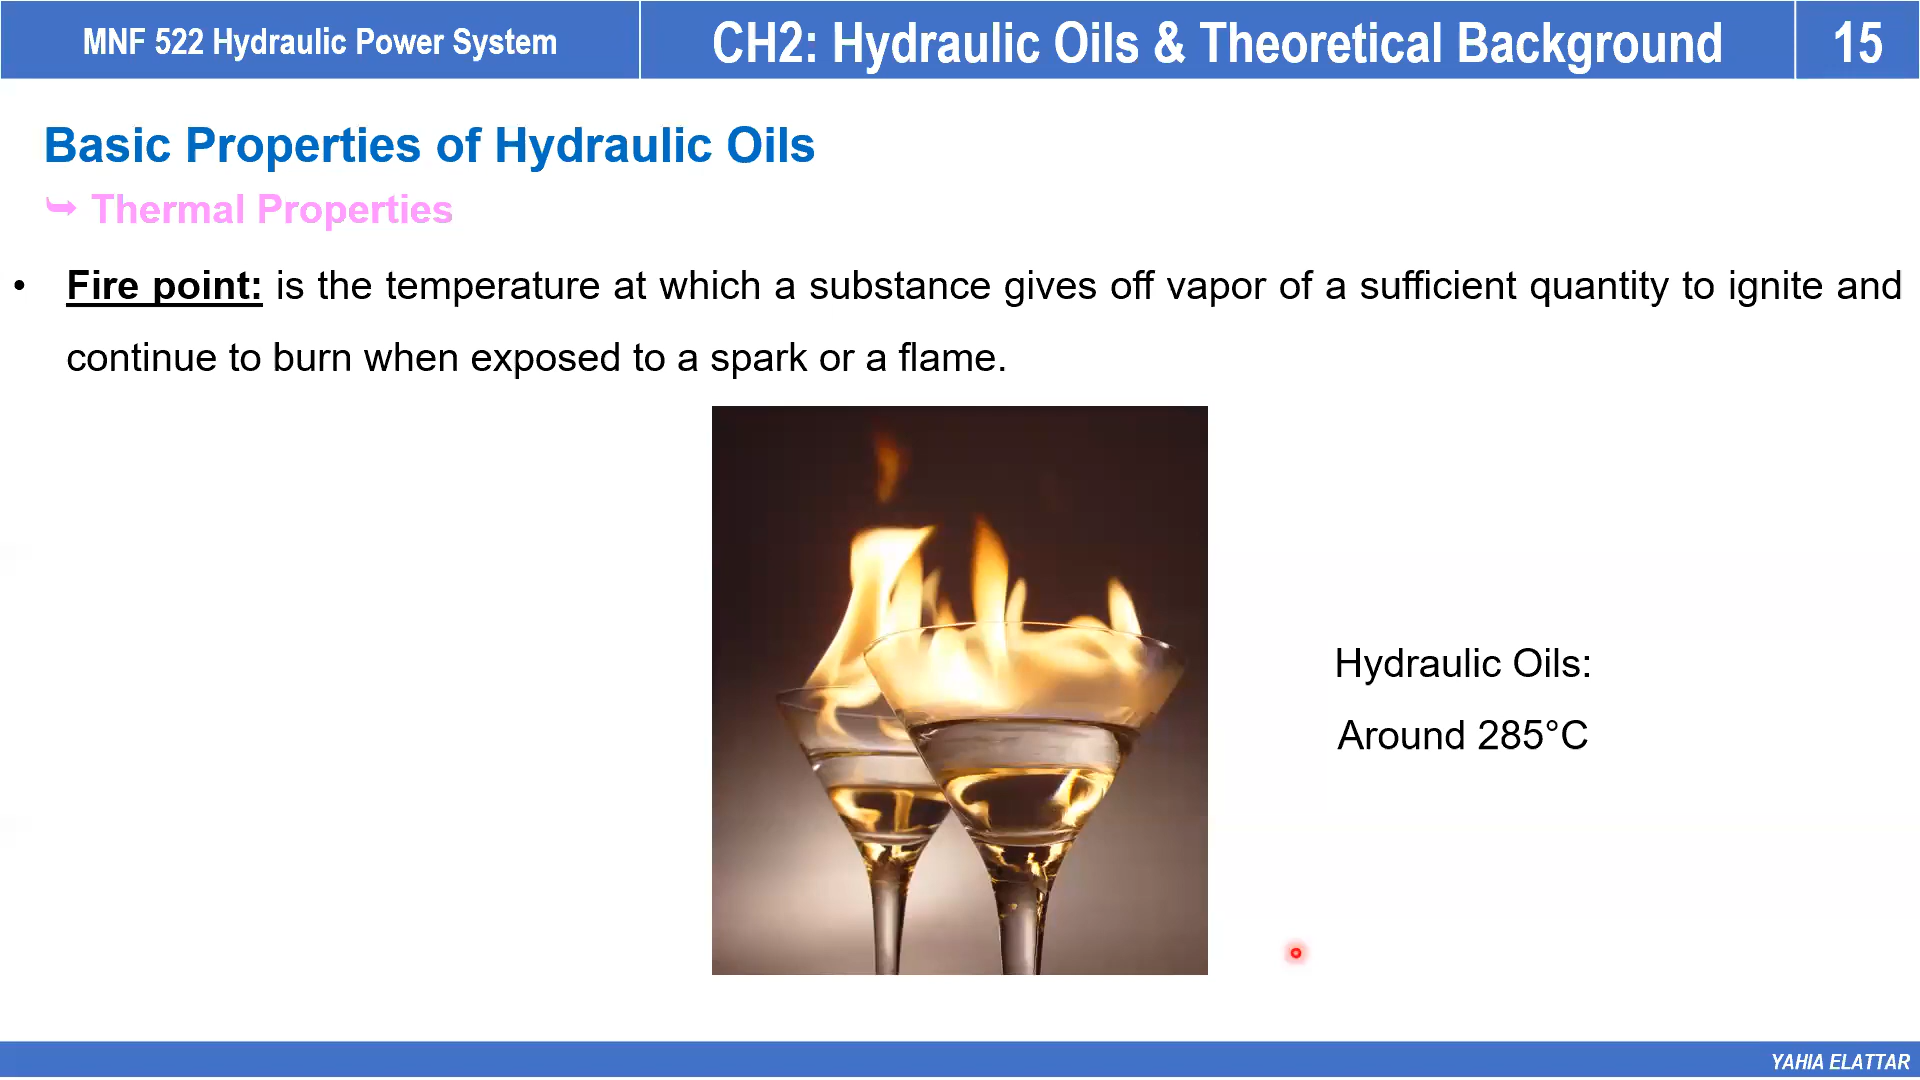 MNF 522 Hydraulic Power System
CH2: Hydraulic Oils & Theoretical Background
15
Basic Properties of Hydraulic Oils
➥ Thermal Properties
• Fire point: is the temperature at which a substance gives off vapor of a sufficient quantity to ignite and
continue to burn when exposed to a spark or a flame.
Hydraulic Oils:
Around 285°C
YAHIA ELATTAR